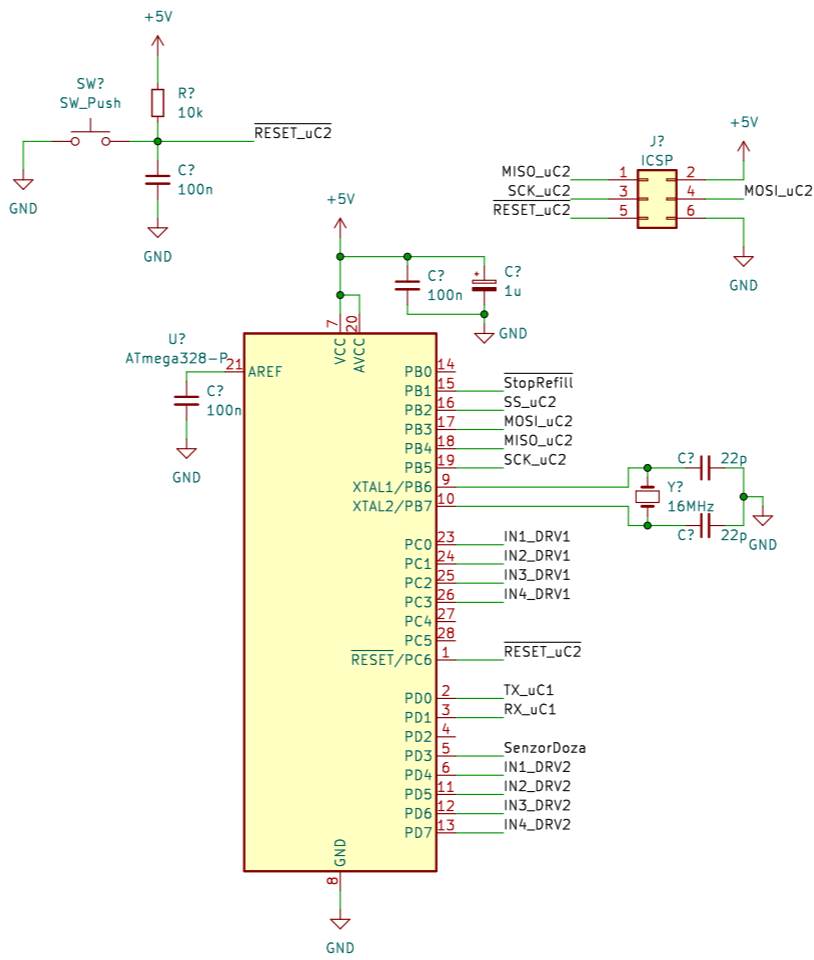 +5V
SW?
SW_Push
R?
10k
RESET_uC2
C?
100n
GND
GND
+5V
J?
ICSP
MISO_uC2 1 2
SCK_uC2 3 4 MOSI_uC2
RESET_uC2 5 6
GND
+5V
C?
100n
C?
1u
GND
U?
ATmega328-P
7 20
VCC AVCC
21 AREF
C?
100n
GND
PB0 14
PB1 15 StopRefill
PB2 16 SS_uC2
PB3 17 MOSI_uC2
PB4 18 MISO_uC2
PB5 19 SCK_uC2
XTAL1/PB6 9
XTAL2/PB7 10
C? 22p
Y?
16MHz
C? 22p
GND
PC0 23 IN1_DRV1
PC1 24 IN2_DRV1
PC2 25 IN3_DRV1
PC3 26 IN4_DRV1
PC4 27
PC5 28
RESET/PC6 1 RESET_uC2
PD0 2 TX_uC1
PD1 3 RX_uC1
PD2 4
PD3 5 SenzorDoza
PD4 6 IN1_DRV2
PD5 11 IN2_DRV2
PD6 12 IN3_DRV2
PD7 13 IN4_DRV2
GND
8
GND